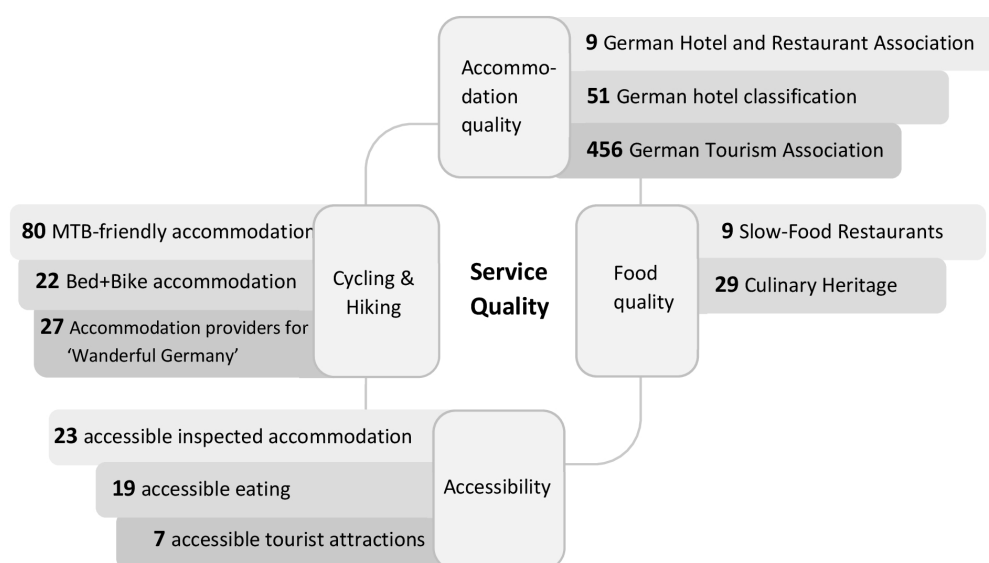 Accommo-
dation
quality
9 German Hotel and Restaurant Association
51 German hotel classification
456 German Tourism Association
80 MTB-friendly accommodation
22 Bed+Bike accommodation
27 Accommodation providers for
‘Wanderful Germany’
Cycling &
Hiking
Service
Quality
Food
quality
9 Slow-Food Restaurants
29 Culinary Heritage
23 accessible inspected accommodation
19 accessible eating
7 accessible tourist attractions
Accessibility